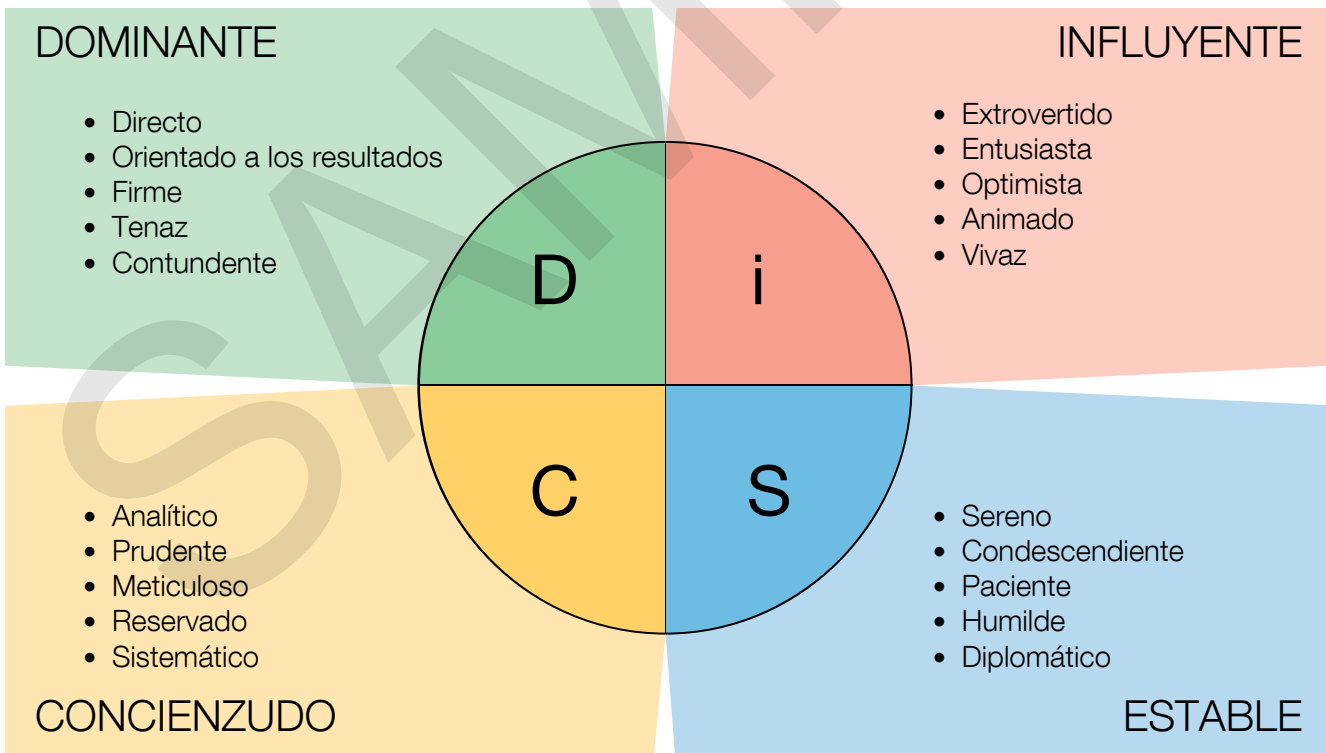 DOMINANTE
• Directo
• Orientado a los resultados
• Firme
• Tenaz
• Contundente
INFLUYENTE
• Extrovertido
• Entusiasta
• Optimista
• Animado
• Vivaz
D
i
C
S
• Analítico
• Prudente
• Meticuloso
• Reservado
• Sistemático
CONCIENZUDO
• Sereno
• Condescendiente
• Paciente
• Humilde
• Diplomático
ESTABLE